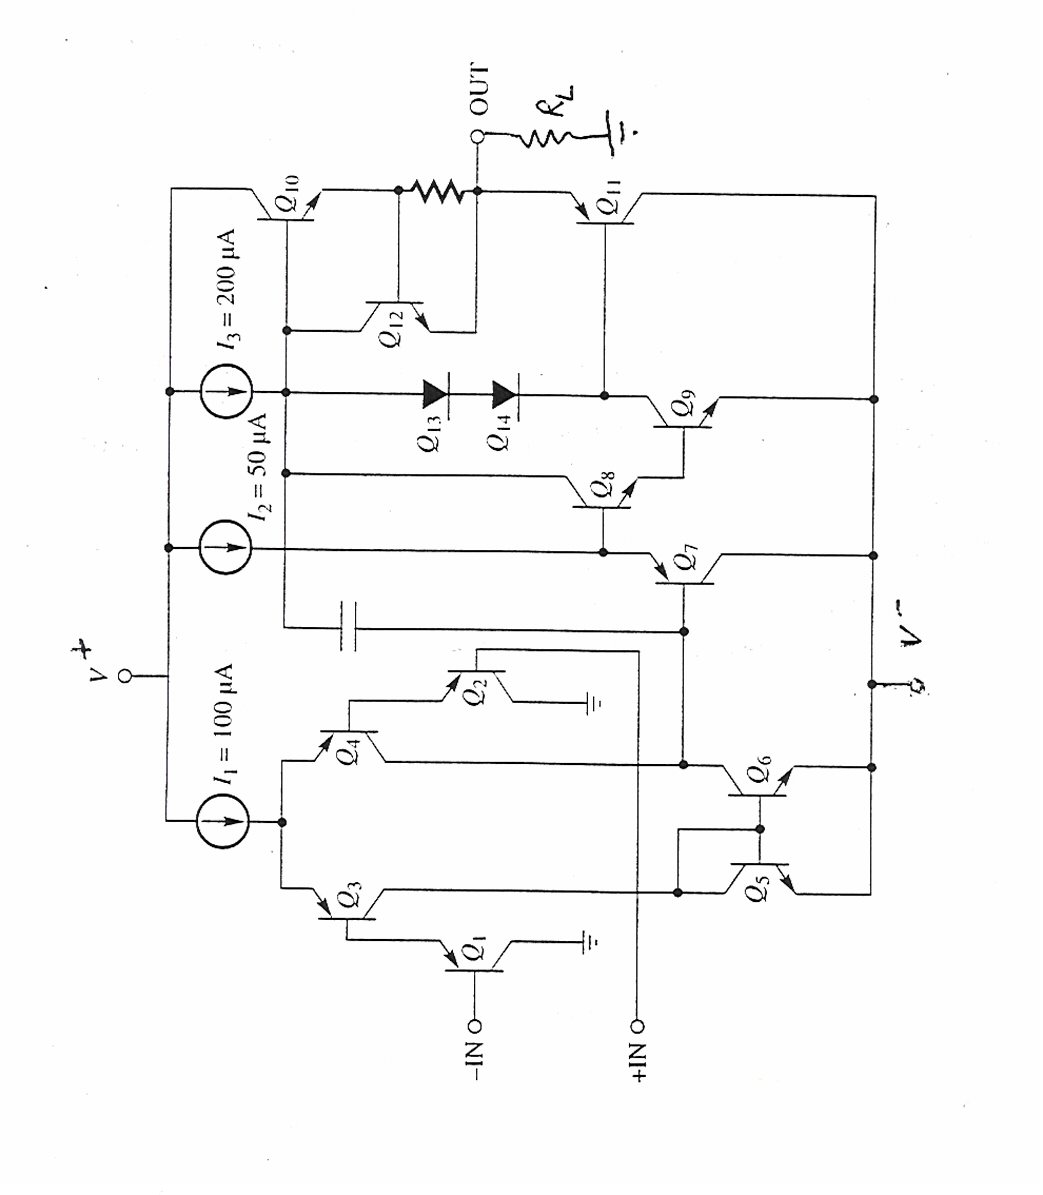 V+
I1 = 100 μA
I2 = 50 μA
I3 = 200 μA
Q10
Q12
Q13
Q14
OUT
RL
Q11
Q9
Q8
Q7
Q4
Q2
Q3
Q1
Q6
Q5
−IN
+IN
V−